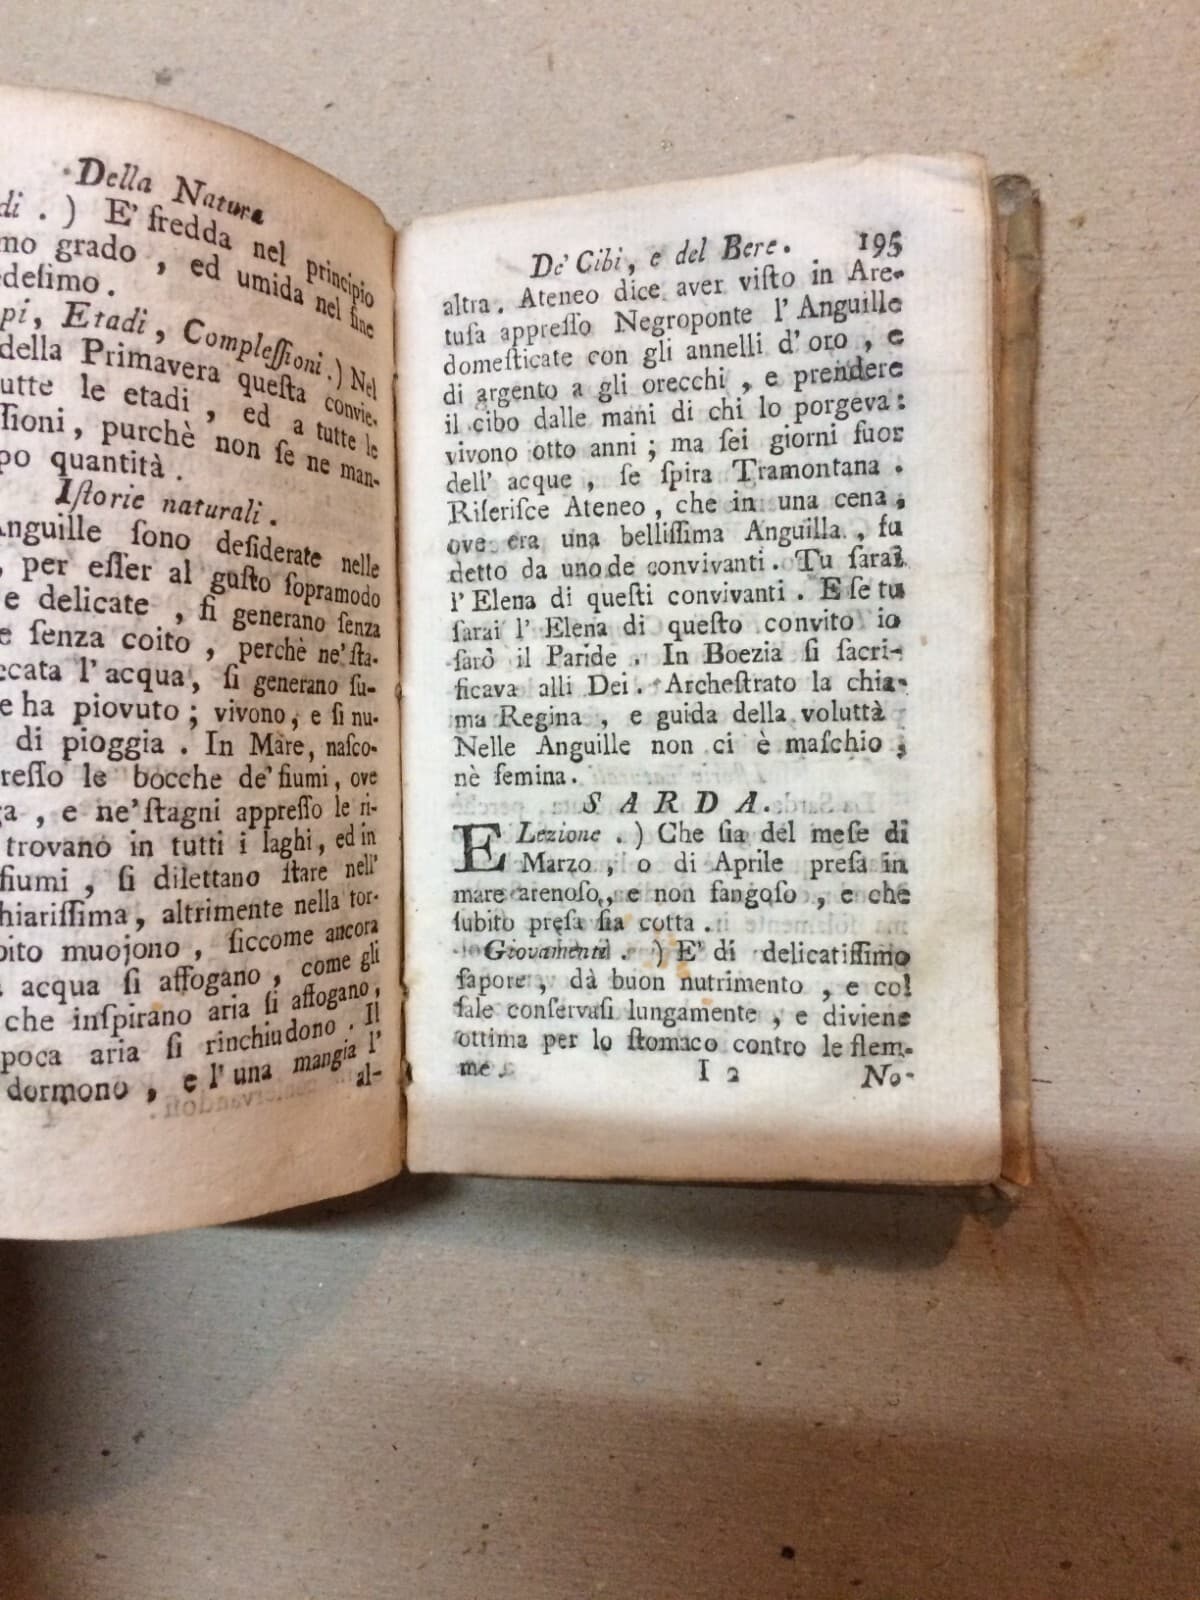 Della Natura
di . ) E' fredda nel principio
mo grado , ed umida nel fine
edeſimo .
pi, Etadi , Compleſſioni . ) Nel
della Primavera queſta convie-
utte le etadi , ed a tutte le
ſſioni , purchè non ſe ne man-
po quantità .
Iſtorie naturali .
Anguille ſono deſiderate nelle
, per eſſer al guſto ſopramodo
e delicate , ſi generano ſenza
e ſenza coito , perchè ne' ſta-
ccata l'acqua , ſi generano ſu-
e ha piovuto ; vivono , e ſi nu-
di pioggia . In Mare, naſco-
reſſo le bocche de' fiumi, ove
ga , e ne' ſtagni appreſſo le ri-
trovano in tutti i laghi, ed in
fiumi , ſi dilettano ſtare nell'
hiariſſima, altrimente nella tor-
bito muojono , ſiccome ancora
acqua ſi affogano , come gli
che inſpirano aria ſi affogano ,
poca aria ſi rinchiudono . Il
dormono , e l'una mangia l'
al-
De' Cibi, e del Bere. 195
altra. Ateneo dice aver viſto in Are-
tuſa appreſſo Negroponte l'Anguille
domeſticate con gli annelli d'oro , e
di argento a gli orecchi , e prendere
il cibo dalle mani di chi lo porgeva:
vivono otto anni ; ma ſei giorni fuor
dell' acque , ſe ſpira Tramontana .
Riferiſce Ateneo , che in una cena ,
ove era una belliſſima Anguilla , fu
detto da uno de convivanti . Tu ſarai
l'Elena di queſti convivanti . E ſe tu
ſarai l'Elena di queſto convito io
ſarò il Paride . In Boezia ſi ſacri-
ficava alli Dei . Archeſtrato la chia-
ma Regina , e guida della voluttà
Nelle Anguille non ci è maſchio ,
nè femina .
S A R D A .
E Lezione . ) Che ſia del meſe di
Marzo , o di Aprile preſa in
mare arenoſo , e non fangoſo , e che
ſubito preſa ſia cotta .
Giovamenti . ) E' di delicatiſſimo
ſapore , dà buon nutrimento , e col
ſale conſervaſi lungamente , e diviene
ottima per lo ſtomaco contro le flem-
me .
I 2 No-